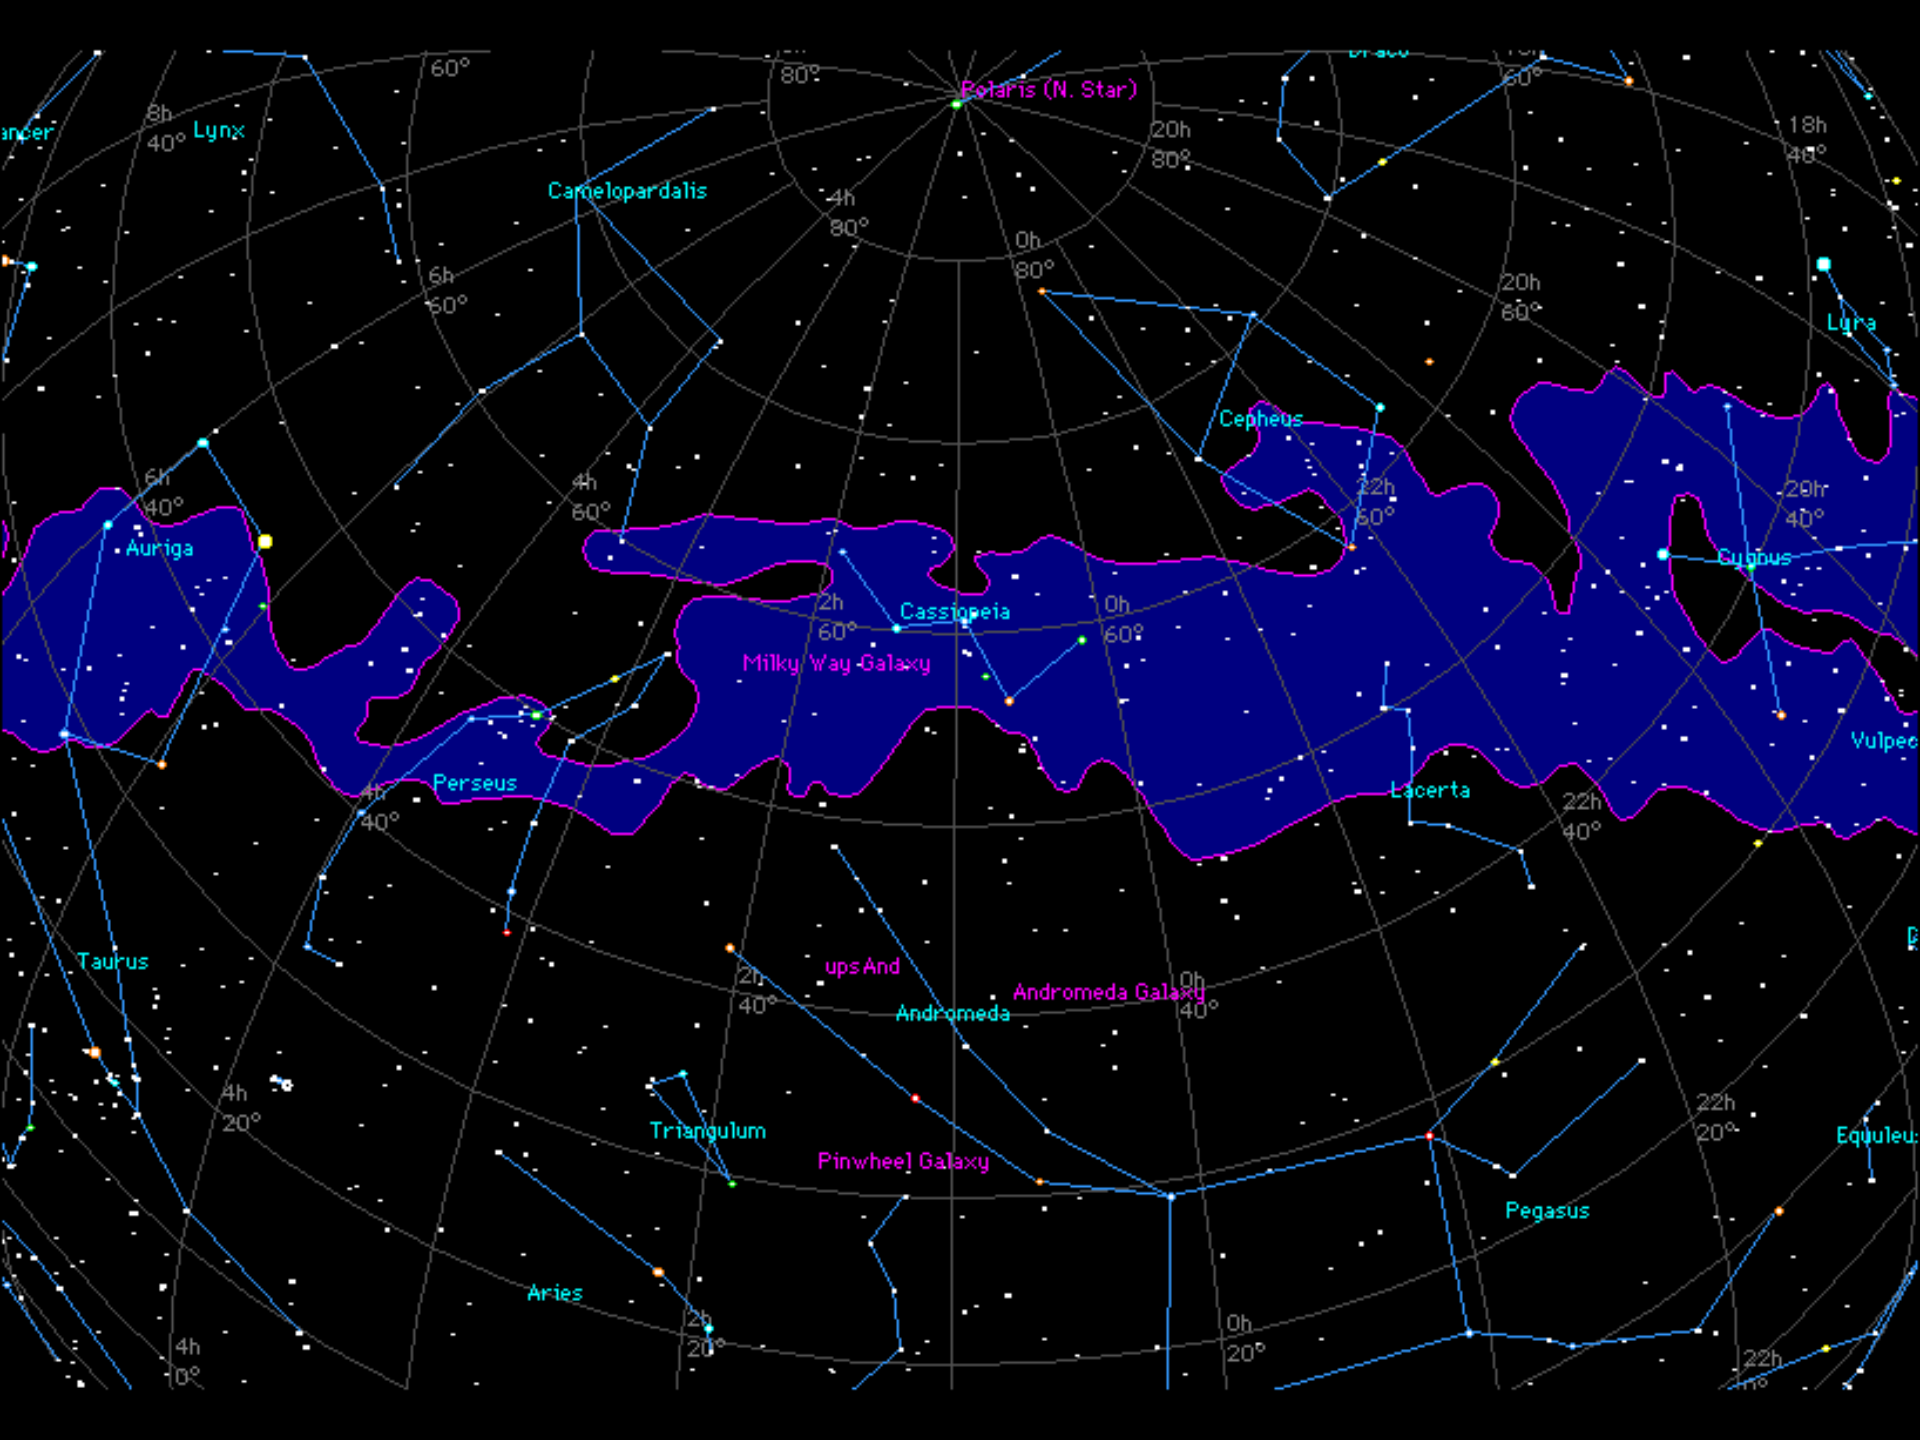 60°
80°
Polaris (N. Star)
60°
8h
40°
Lynx
20h
80°
18h
40°
Camelopardalis
4h
80°
0h
80°
6h
60°
20h
60°
Lyra
Cepheus
6h
40°
4h
60°
22h
60°
20h
40°
Auriga
Cygnus
2h
60°
Cassiopeia
0h
60°
Milky Way Galaxy
Vulpec
Perseus
4h
40°
Lacerta
22h
40°
Taurus
upsAnd
2h
40°
Andromeda Galaxy
0h
40°
Andromeda
4h
20°
22h
20°
Triangulum
Equuleu
Pinwheel Galaxy
Pegasus
Aries
2h
20°
0h
20°
4h
0°
22h
0°